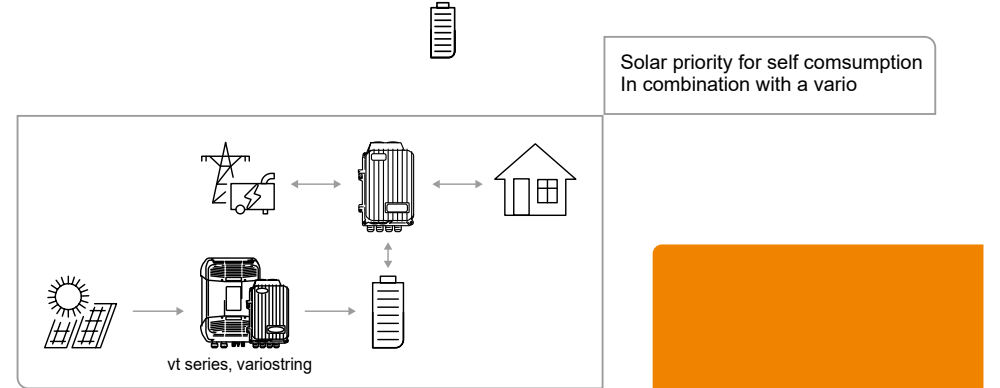 Solar priority for self comsumption
In combination with a vario
vt series, variostring